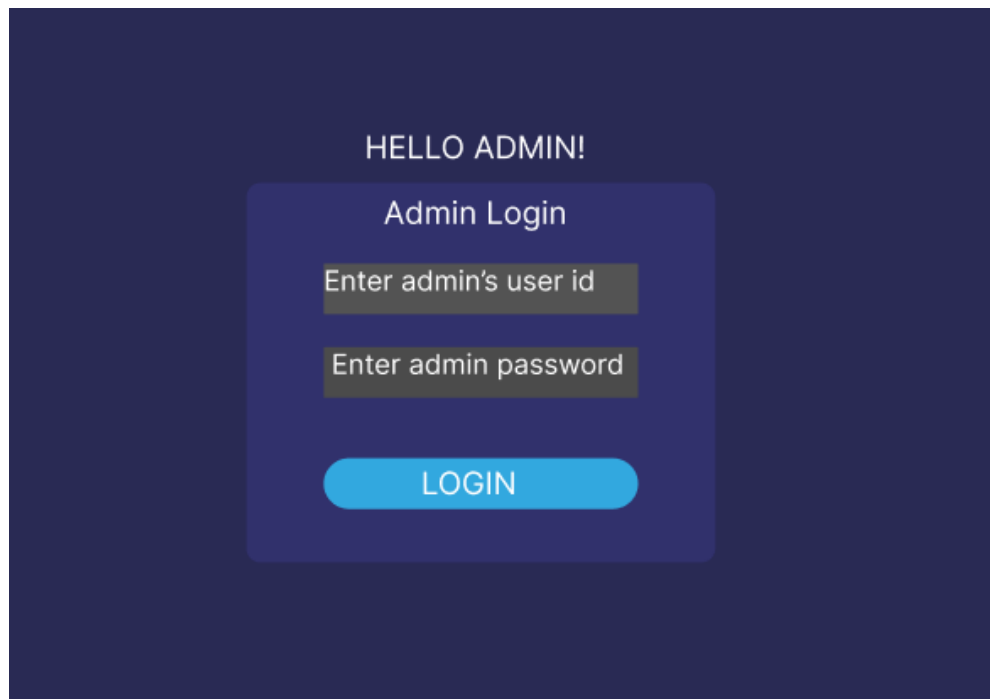 HELLO ADMIN!
Admin Login
Enter admin’s user id
Enter admin password
LOGIN